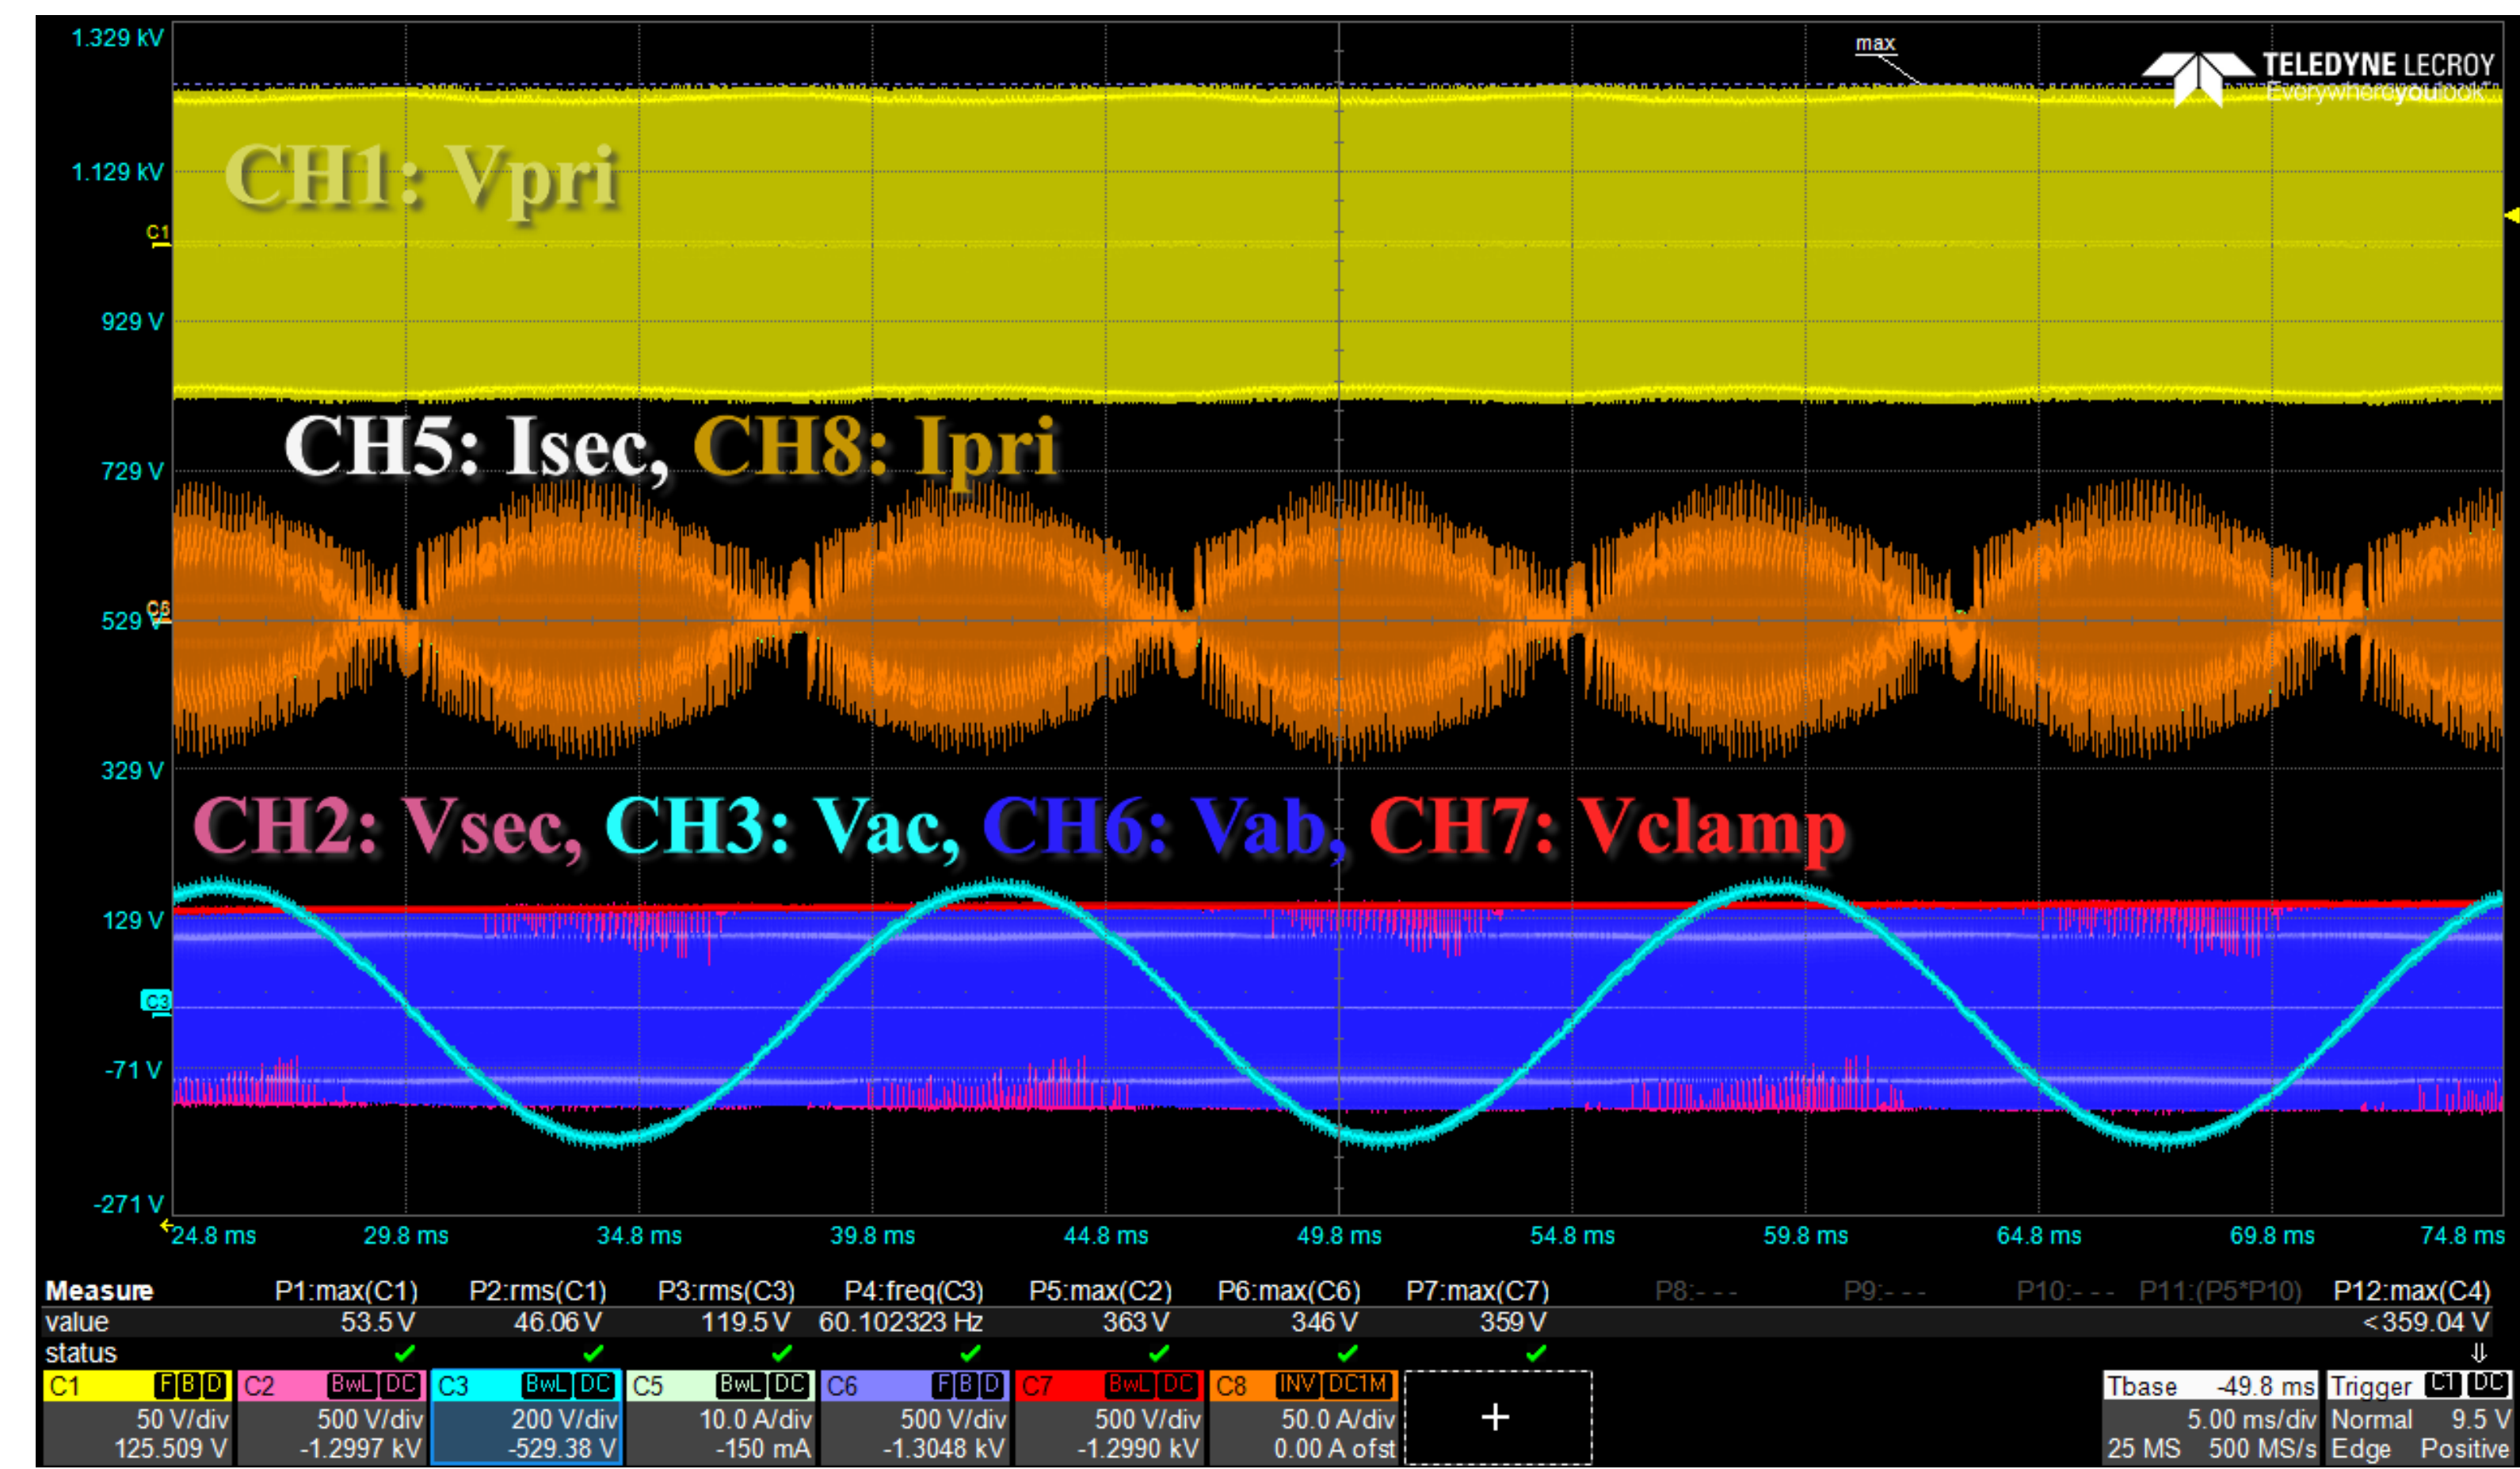 1.329 kV
max
TELEDYNE LECROY
Everywhereyoulook
1.129 kV
CH1: Vpri
C1
929 V
729 V
CH5: Isec, CH8: Ipri
529 V
329 V
CH2: Vsec, CH3: Vac, CH6: Vab, CH7: Vclamp
129 V
C3
-71 V
-271 V
24.8 ms 29.8 ms 34.8 ms 39.8 ms 44.8 ms 49.8 ms 54.8 ms 59.8 ms 64.8 ms 69.8 ms 74.8 ms
Measure P1:max(C1) P2:rms(C1) P3:rms(C3) P4:freq(C3) P5:max(C2) P6:max(C6) P7:max(C7) P8:- - - P9:- - - P10:- - - P11:(P5*P10) P12:max(C4)
value 53.5 V 46.06 V 119.5 V 60.102323 Hz 363 V 346 V 359 V <359.04 V
status
C1 F B D C2 BwL DC C3 BwL DC C5 BwL DC C6 F B D C7 BwL DC C8 INV DC1M Tbase -49.8 ms Trigger C1 DC
50 V/div 500 V/div 200 V/div 10.0 A/div 500 V/div 500 V/div 50.0 A/div + 5.00 ms/div Normal 9.5 V
125.509 V -1.2997 kV -529.38 V -150 mA -1.3048 kV -1.2990 kV 0.00 A ofst 25 MS 500 MS/s Edge Positive